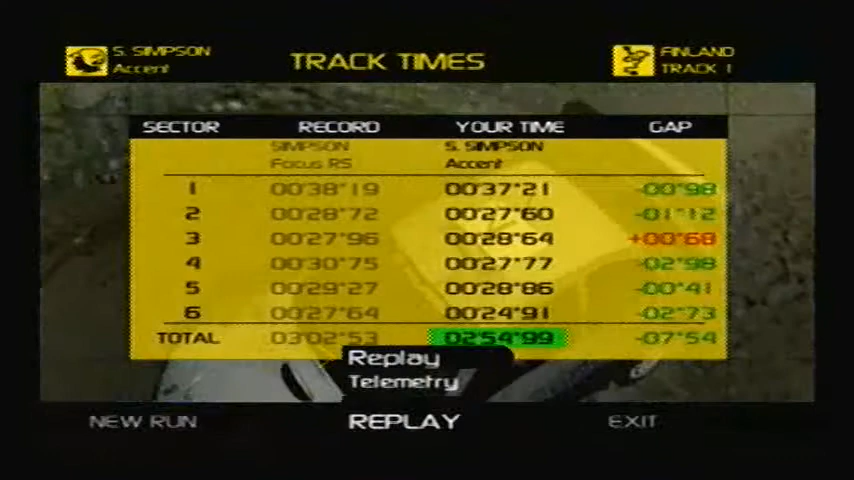 S. SIMPSON
Accent
TRACK TIMES
FINLAND
TRACK 1
SECTOR RECORD YOUR TIME GAP
SIMPSON S. SIMPSON
Focus RS Accent
1 00'38"19 00'37"21 -00"98
2 00'28"72 00'27"60 -01"12
3 00'27"96 00'28"64 +00"68
4 00'30"75 00'27"77 -02"98
5 00'29"27 00'28"86 -00"41
6 00'27"64 00'24"91 -02"73
TOTAL 03'02"53 02'54"99 -07"54
Replay
Telemetry
NEW RUN REPLAY EXIT